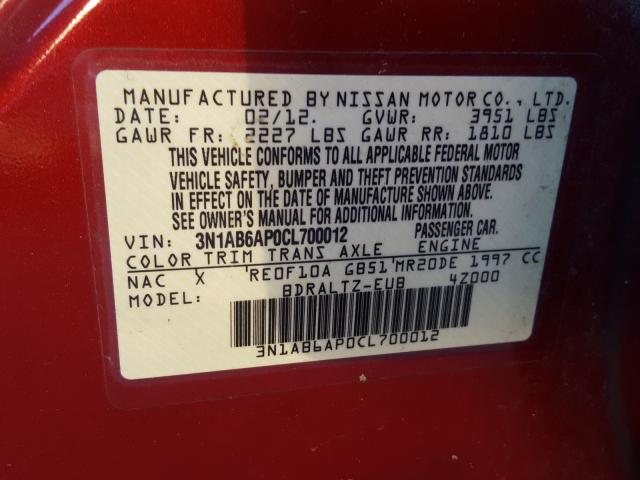 MANUFACTURED BY NISSAN MOTOR CO., LTD.
DATE: 02/12. GVWR: 3951 LBS
GAWR FR: 2227 LBS GAWR RR: 1810 LBS
THIS VEHICLE CONFORMS TO ALL APPLICABLE FEDERAL MOTOR
VEHICLE SAFETY, BUMPER AND THEFT PREVENTION STANDARDS
IN EFFECT ON THE DATE OF MANUFACTURE SHOWN ABOVE.
SEE OWNER'S MANUAL FOR ADDITIONAL INFORMATION.
VIN: 3N1AB6AP0CL700012 PASSENGER CAR.
COLOR TRIM TRANS AXLE ENGINE
NAC X 'RE0F10A GB51'MR20DE 1997 CC
MODEL: BDRALTZ-EUB 4Z000
3N1AB6AP0CL700012